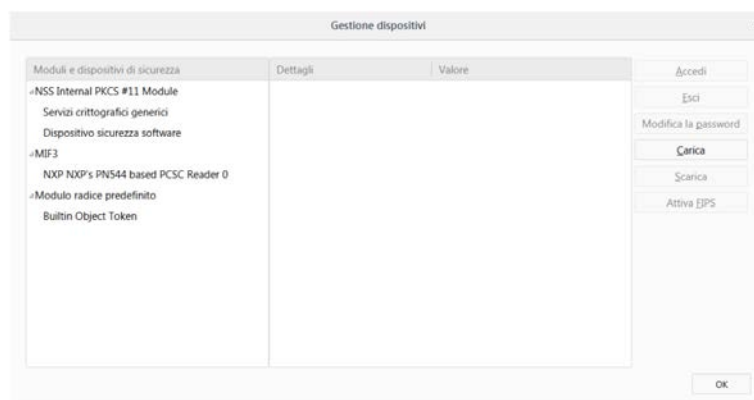 Gestione dispositivi
Moduli e dispositivi di sicurezza Dettagli Valore
NSS Internal PKCS #11 Module
Servizi crittografici generici
Dispositivo sicurezza software
MIF3
NXP NXP's PN544 based PCSC Reader 0
Modulo radice predefinito
Builtin Object Token
Accedi
Esci
Modifica la password
Carica
Scarica
Attiva FIPS
OK